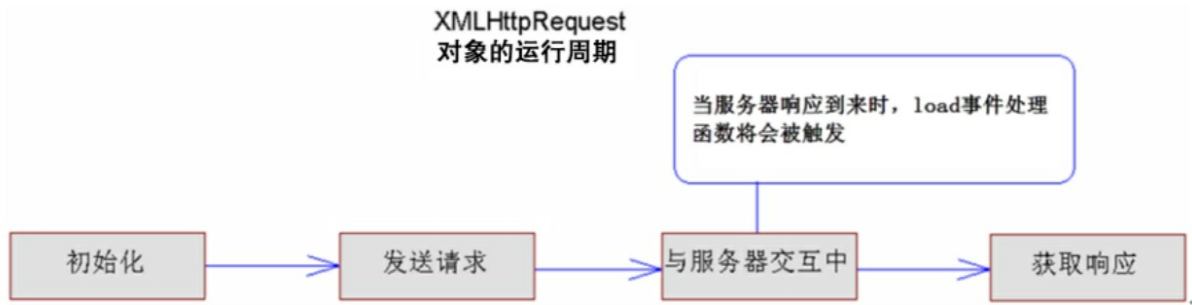 XMLHttpRequest
对象的运行周期
当服务器响应到来时，load事件处理
函数将会被触发
初始化
发送请求
与服务器交互中
获取响应